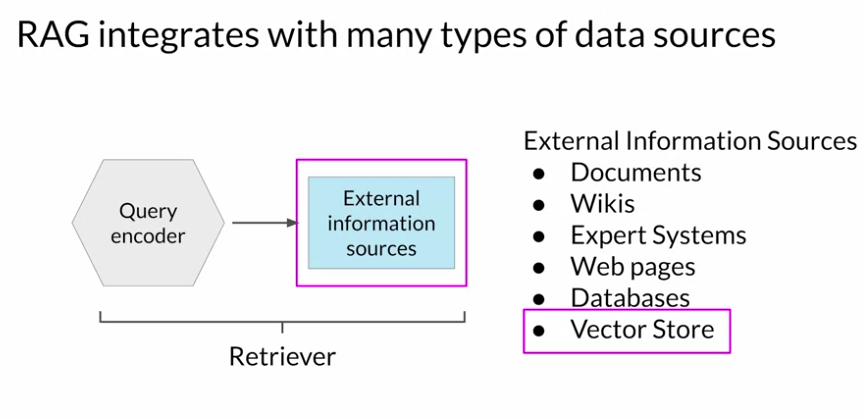 RAG integrates with many types of data sources
Query
encoder
External
information
sources
Retriever
External Information Sources
● Documents
● Wikis
● Expert Systems
● Web pages
● Databases
● Vector Store